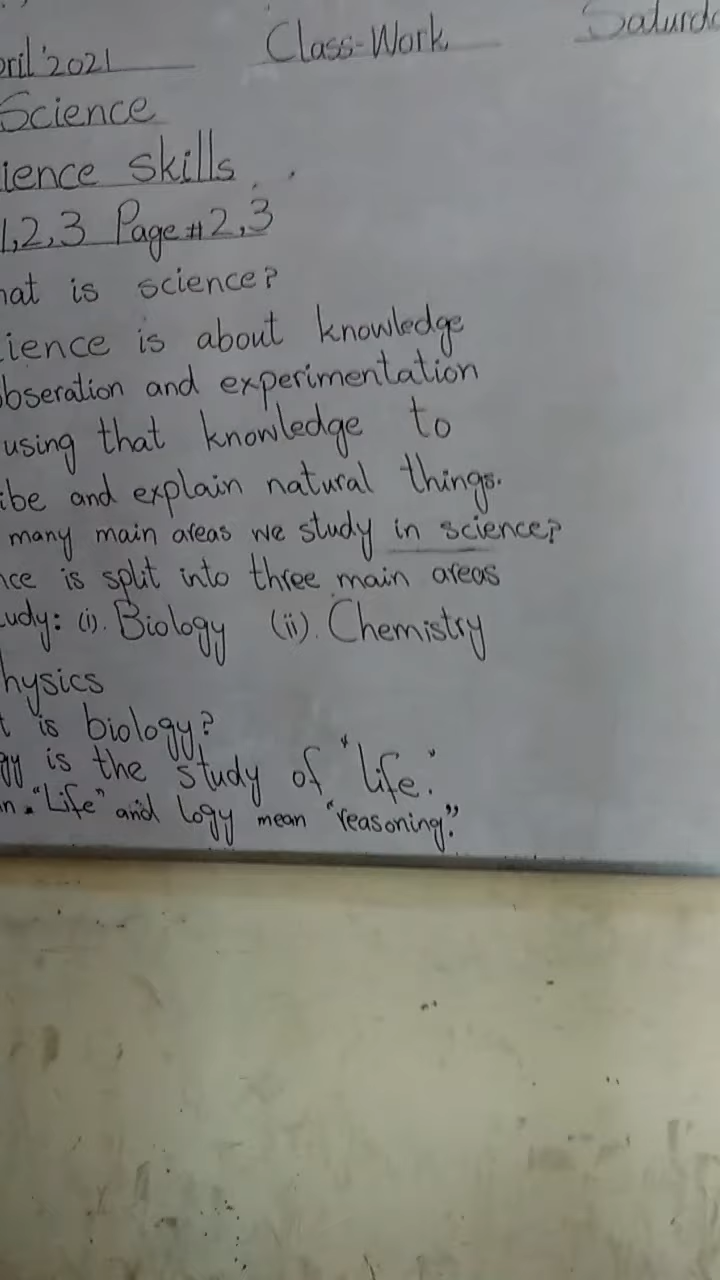 pril '2021 Class-Work Saturda
Science
ience skills
1,2,3 Page#2,3
hat is science?
ience is about knowledge
bseration and experimentation
using that knowledge to
ibe and explain natural things.
many main areas we study in science?
nce is split into three main areas
udy: (i). Biology (ii). Chemistry
hysics
t is biology?
gy is the study of "life."
n "Life" and logy mean "reasoning."